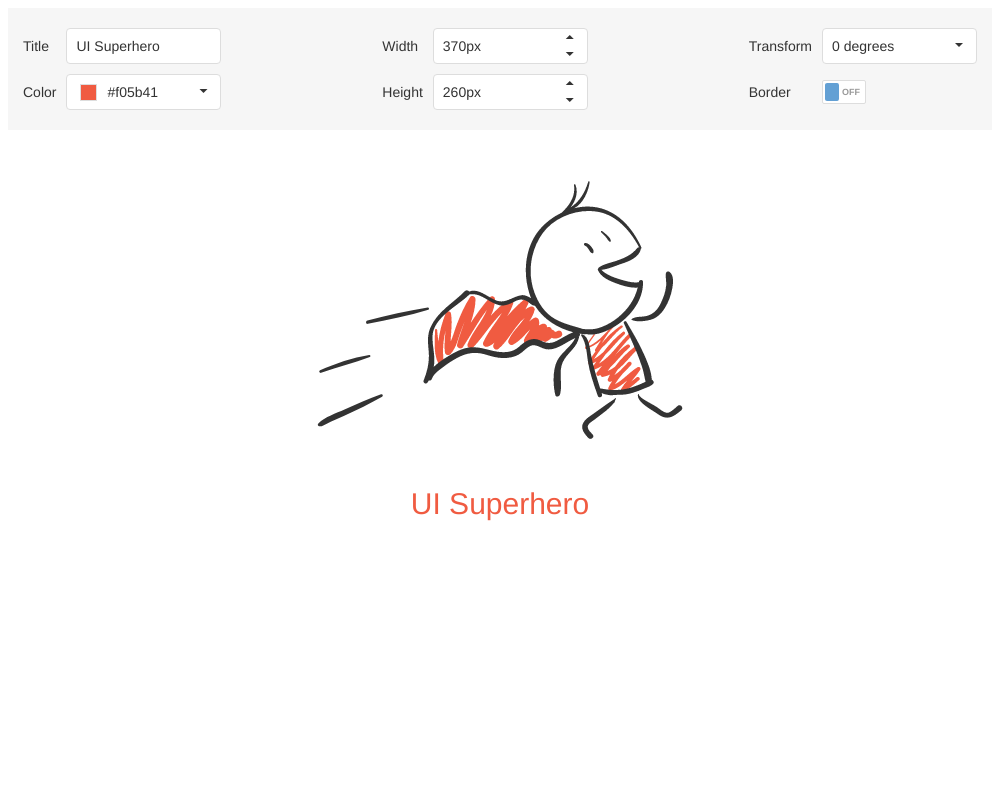 Title UI Superhero Width 370px Transform 0 degrees
Color #f05b41 Height 260px Border OFF
UI Superhero